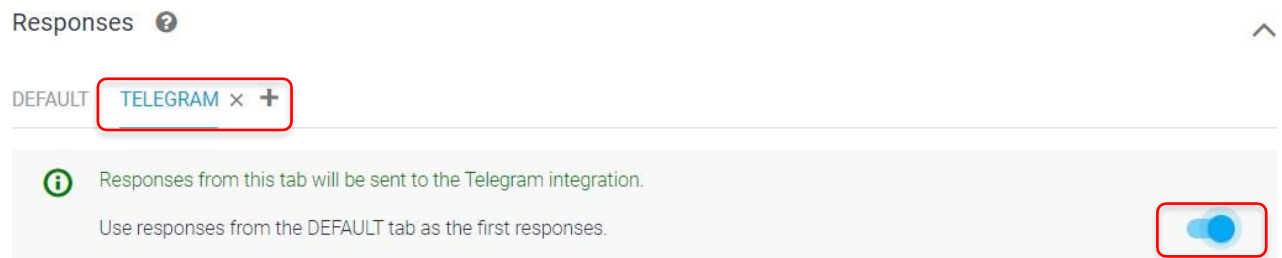 Responses
DEFAULT TELEGRAM × +
Responses from this tab will be sent to the Telegram integration.
Use responses from the DEFAULT tab as the first responses.